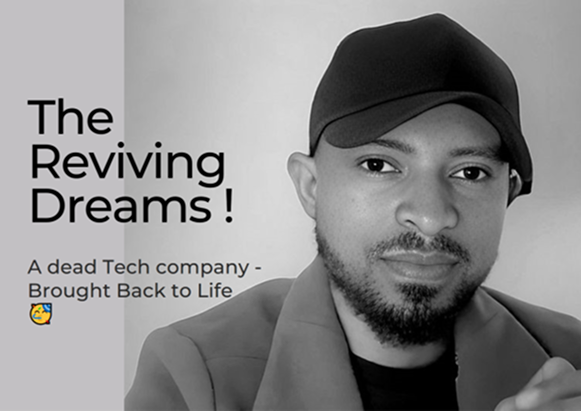 The
Reviving
Dreams !
A dead Tech company -
Brought Back to Life